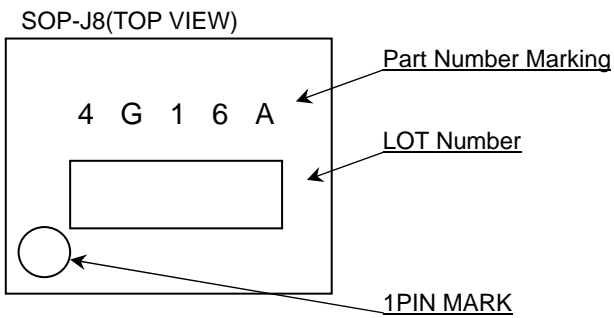 SOP-J8(TOP VIEW)
Part Number Marking
4 G 1 6 A
LOT Number
1PIN MARK